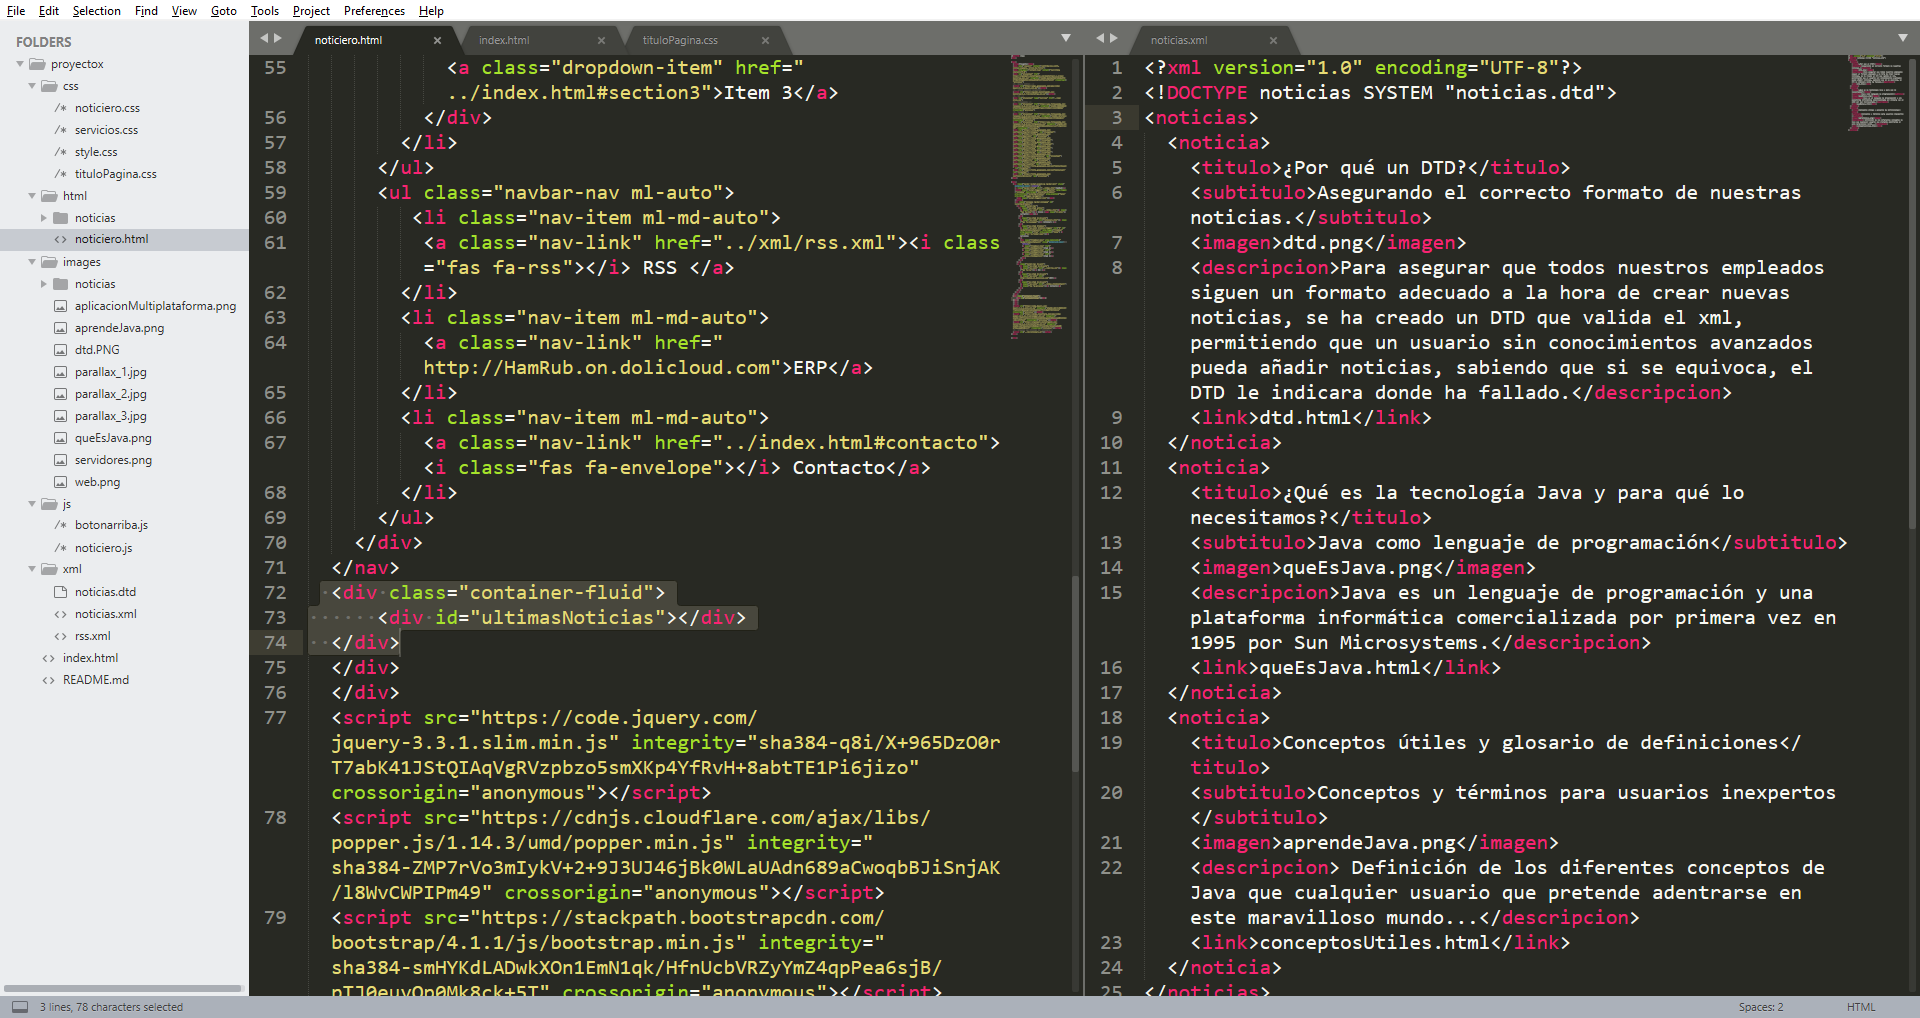 File Edit Selection Find View Goto Tools Project Preferences Help
FOLDERS
proyectox
css
/* noticiero.css
/* servicios.css
/* style.css
/* tituloPagina.css
html
noticias
<> noticiero.html
images
noticias
aplicacionMultiplataforma.png
aprendeJava.png
dtd.PNG
parallax_1.jpg
parallax_2.jpg
parallax_3.jpg
queEsJava.png
servidores.png
web.png
js
/* botonarriba.js
/* noticiero.js
xml
noticias.dtd
<> noticias.xml
<> rss.xml
<> index.html
<> README.md
noticiero.html × index.html × tituloPagina.css ×
55 <a class="dropdown-item" href="
../index.html#section3">Item 3</a>
56 </div>
57 </li>
58 </ul>
59 <ul class="navbar-nav ml-auto">
60 <li class="nav-item ml-md-auto">
61 <a class="nav-link" href="../xml/rss.xml"><i class
="fas fa-rss"></i> RSS </a>
62 </li>
63 <li class="nav-item ml-md-auto">
64 <a class="nav-link" href="
http://HamRub.on.dolicloud.com">ERP</a>
65 </li>
66 <li class="nav-item ml-md-auto">
67 <a class="nav-link" href="../index.html#contacto">
<i class="fas fa-envelope"></i> Contacto</a>
68 </li>
69 </ul>
70 </div>
71 </nav>
72 <div class="container-fluid">
73 <div id="ultimasNoticias"></div>
74 </div>
75 </div>
76 </div>
77 <script src="https://code.jquery.com/
jquery-3.3.1.slim.min.js" integrity="sha384-q8i/X+965DzO0r
T7abK41JStQIAqVgRVzpbzo5smXKp4YfRvH+8abtTE1Pi6jizo"
crossorigin="anonymous"></script>
78 <script src="https://cdnjs.cloudflare.com/ajax/libs/
popper.js/1.14.3/umd/popper.min.js" integrity="
sha384-ZMP7rVo3mIykV+2+9J3UJ46jBk0WLaUAdn689aCwoqbBJiSnjAK
/l8WvCWPIPm49" crossorigin="anonymous"></script>
79 <script src="https://stackpath.bootstrapcdn.com/
bootstrap/4.1.1/js/bootstrap.min.js" integrity="
sha384-smHYKdLADwkXOn1EmN1qk/HfnUcbVRZyYmZ4qpPea6sjB/
pTJ0euyQp0Mk8ck+5T" crossorigin="anonymous"></script>
noticias.xml ×
1 <?xml version="1.0" encoding="UTF-8"?>
2 <!DOCTYPE noticias SYSTEM "noticias.dtd">
3 <noticias>
4 <noticia>
5 <titulo>¿Por qué un DTD?</titulo>
6 <subtitulo>Asegurando el correcto formato de nuestras
noticias.</subtitulo>
7 <imagen>dtd.png</imagen>
8 <descripcion>Para asegurar que todos nuestros empleados
siguen un formato adecuado a la hora de crear nuevas
noticias, se ha creado un DTD que valida el xml,
permitiendo que un usuario sin conocimientos avanzados
pueda añadir noticias, sabiendo que si se equivoca, el
DTD le indicara donde ha fallado.</descripcion>
9 <link>dtd.html</link>
10 </noticia>
11 <noticia>
12 <titulo>¿Qué es la tecnología Java y para qué lo
necesitamos?</titulo>
13 <subtitulo>Java como lenguaje de programación</subtitulo>
14 <imagen>queEsJava.png</imagen>
15 <descripcion>Java es un lenguaje de programación y una
plataforma informática comercializada por primera vez en
1995 por Sun Microsystems.</descripcion>
16 <link>queEsJava.html</link>
17 </noticia>
18 <noticia>
19 <titulo>Conceptos útiles y glosario de definiciones</
titulo>
20 <subtitulo>Conceptos y términos para usuarios inexpertos
</subtitulo>
21 <imagen>aprendeJava.png</imagen>
22 <descripcion> Definición de los diferentes conceptos de
Java que cualquier usuario que pretende adentrarse en
este maravilloso mundo...</descripcion>
23 <link>conceptosUtiles.html</link>
24 </noticia>
25 </noticias>
3 lines, 78 characters selected
Spaces: 2 HTML